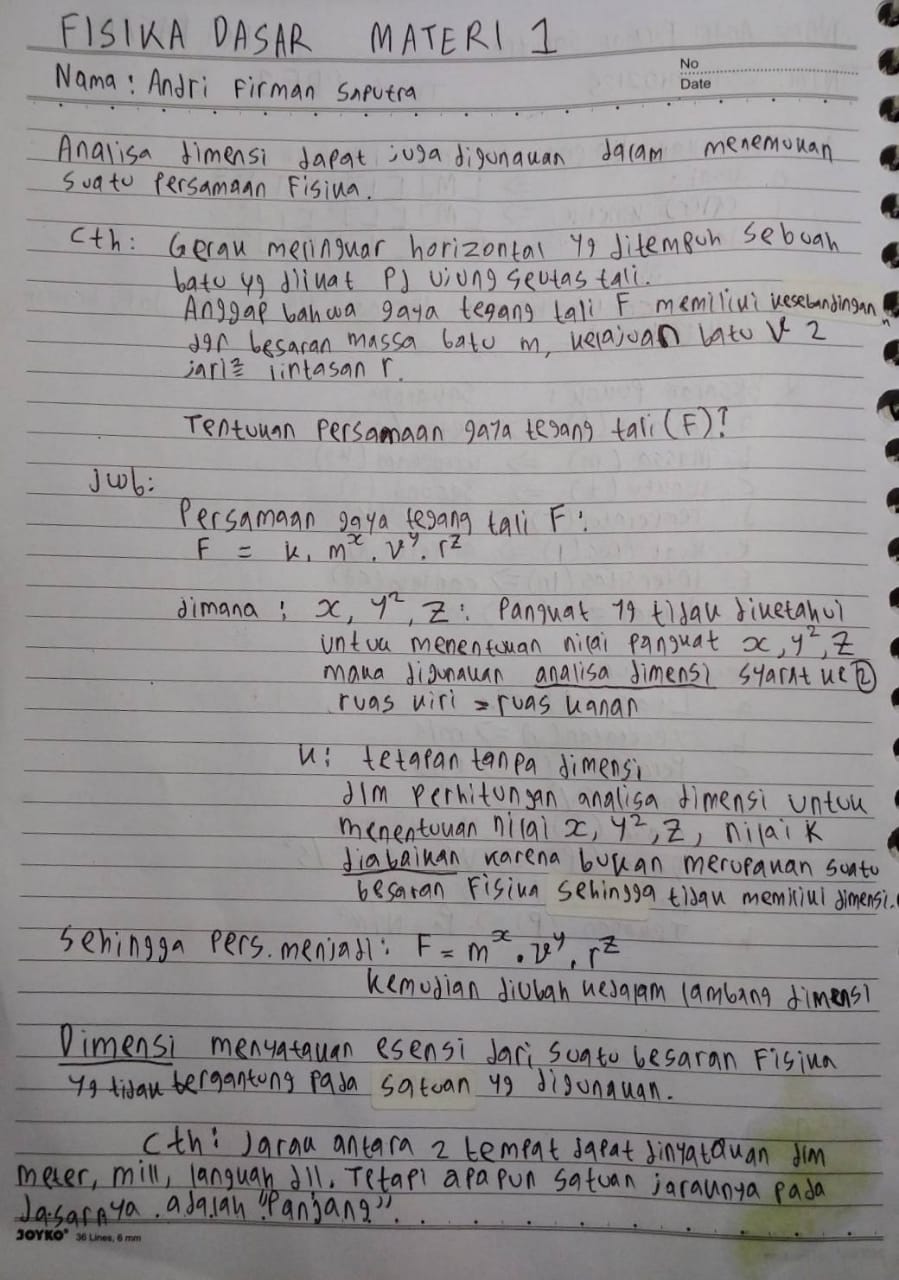 FISIKA DASAR MATERI 1
No
Nama : Andri Firman Saputra
Date
Analisa dimensi dapat juga digunakan dalam menemukan
suatu Persamaan Fisika.
Cth: Gerak melingkar horizontal yg ditempuh sebuah
batu yg diikat Pd ujung seutas tali.
Anggap bahwa gaya tegang tali F memiliki kesebandingan
dgn besaran massa batu m, kelajuan batu v 2
jari2 lintasan r.
Tentukan Persamaan gaya tegang tali (F)?
Jwb:
Persamaan gaya tegang tali F:
F = k. m^x . v^y . r^z
dimana : x, y², z : Pangkat yg tidak diketahui
untuk menentukan nilai pangkat x, y², z
maka digunakan analisa dimensi syarat ke ②
ruas kiri = ruas kanan
k: tetapan tanpa dimensi
dlm perhitungan analisa dimensi untuk
menentukan nilai x, y², z, nilai k
diabaikan karena bukan merupakan suatu
besaran Fisika sehingga tidak memiliki dimensi.
Sehingga Pers. menjadi : F = m^x . v^y . r^z
kemudian diubah kedalam lambang dimensi
Dimensi menyatakan esensi dari suatu besaran Fisika
yg tidak bergantung pada satuan yg digunakan.
Cth : Jarak antara 2 tempat dapat dinyatakan dlm
meter, mill, langkah dll. Tetapi apapun satuan jaraknya pada
dasarnya adalah "Panjang".
JOYKO® 36 Lines, 6 mm